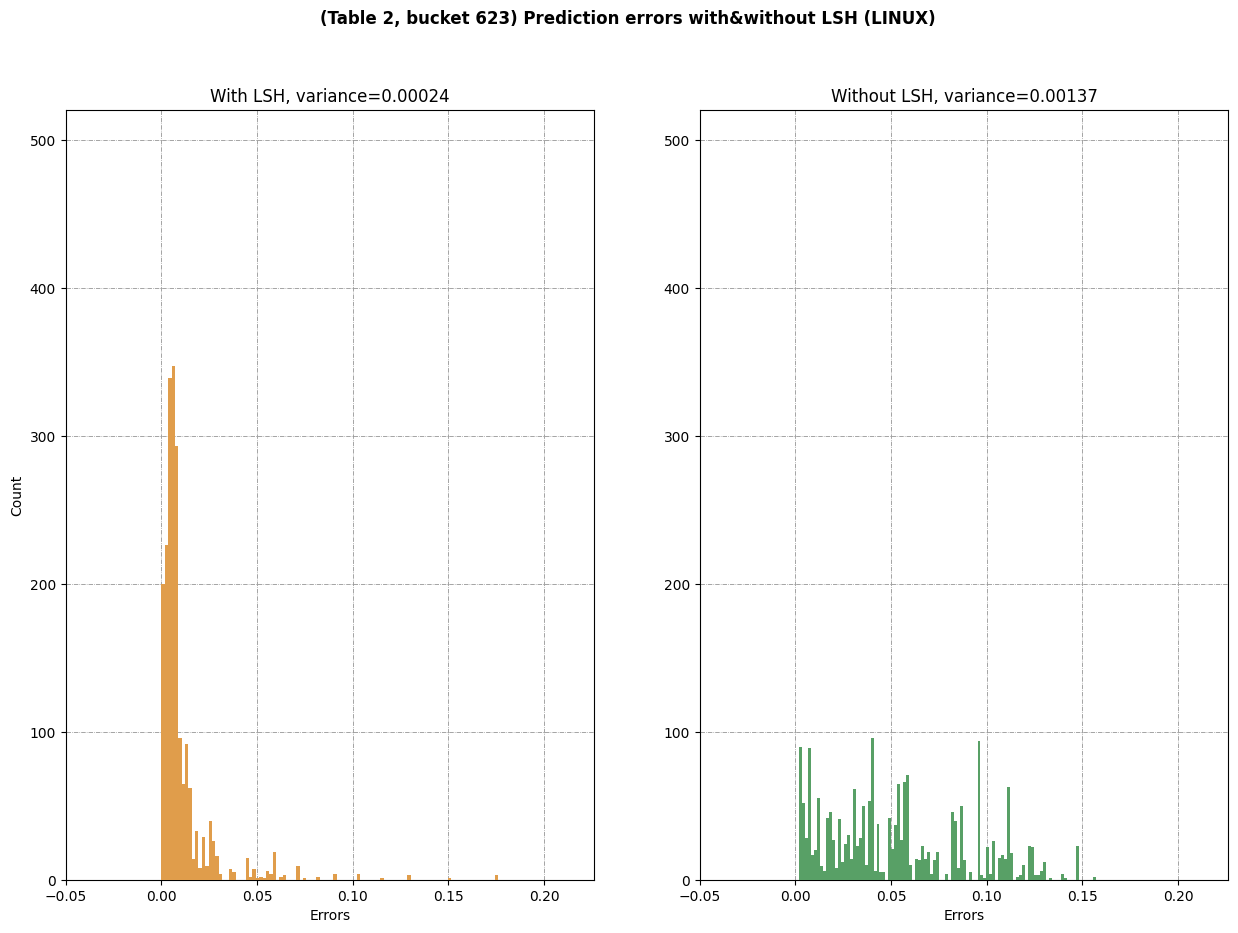 (Table 2, bucket 623) Prediction errors with&without LSH (LINUX)
With LSH, variance=0.00024
500
400
300
200
100
0
Count
−0.05 0.00 0.05 0.10 0.15 0.20
Errors
Without LSH, variance=0.00137
500
400
300
200
100
0
−0.05 0.00 0.05 0.10 0.15 0.20
Errors